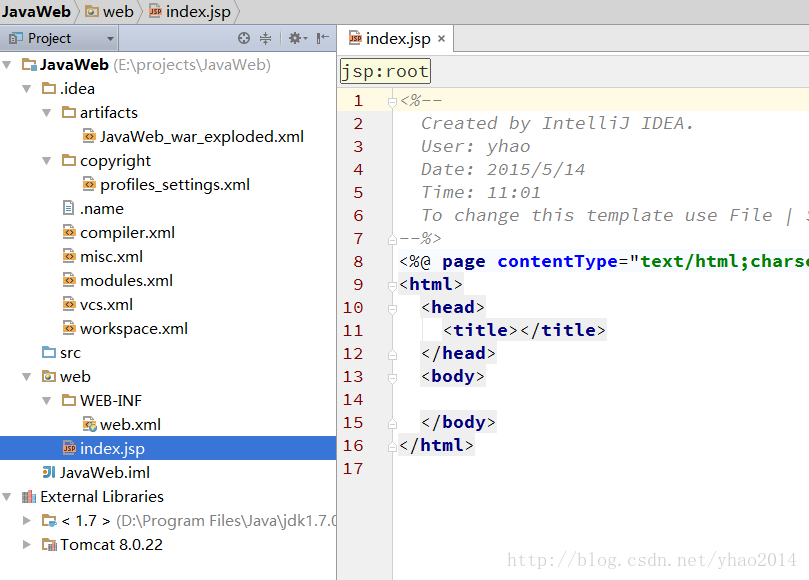 JavaWeb web index.jsp
Project
index.jsp
JavaWeb (E:\projects\JavaWeb)
.idea
artifacts
JavaWeb_war_exploded.xml
copyright
profiles_settings.xml
.name
compiler.xml
misc.xml
modules.xml
vcs.xml
workspace.xml
src
web
WEB-INF
web.xml
index.jsp
JavaWeb.iml
External Libraries
< 1.7 > (D:\Program Files\Java\jdk1.7.0
Tomcat 8.0.22
jsp:root
1 <%--
2 Created by IntelliJ IDEA.
3 User: yhao
4 Date: 2015/5/14
5 Time: 11:01
6 To change this template use File |
7 --%>
8 <%@ page contentType="text/html;charse
9 <html>
10 <head>
11 <title></title>
12 </head>
13 <body>
14
15 </body>
16 </html>
17
http://blog.csdn.net/yhao2014